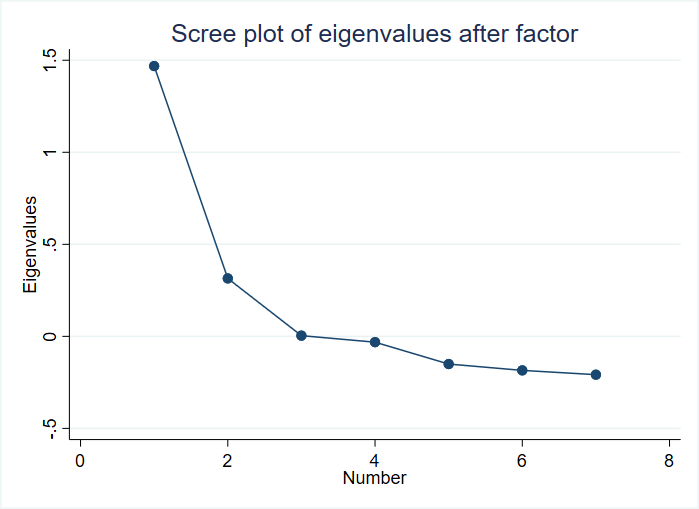 Scree plot of eigenvalues after factor
Eigenvalues
1.5
1
.5
0
-.5
0 2 4 6 8
Number